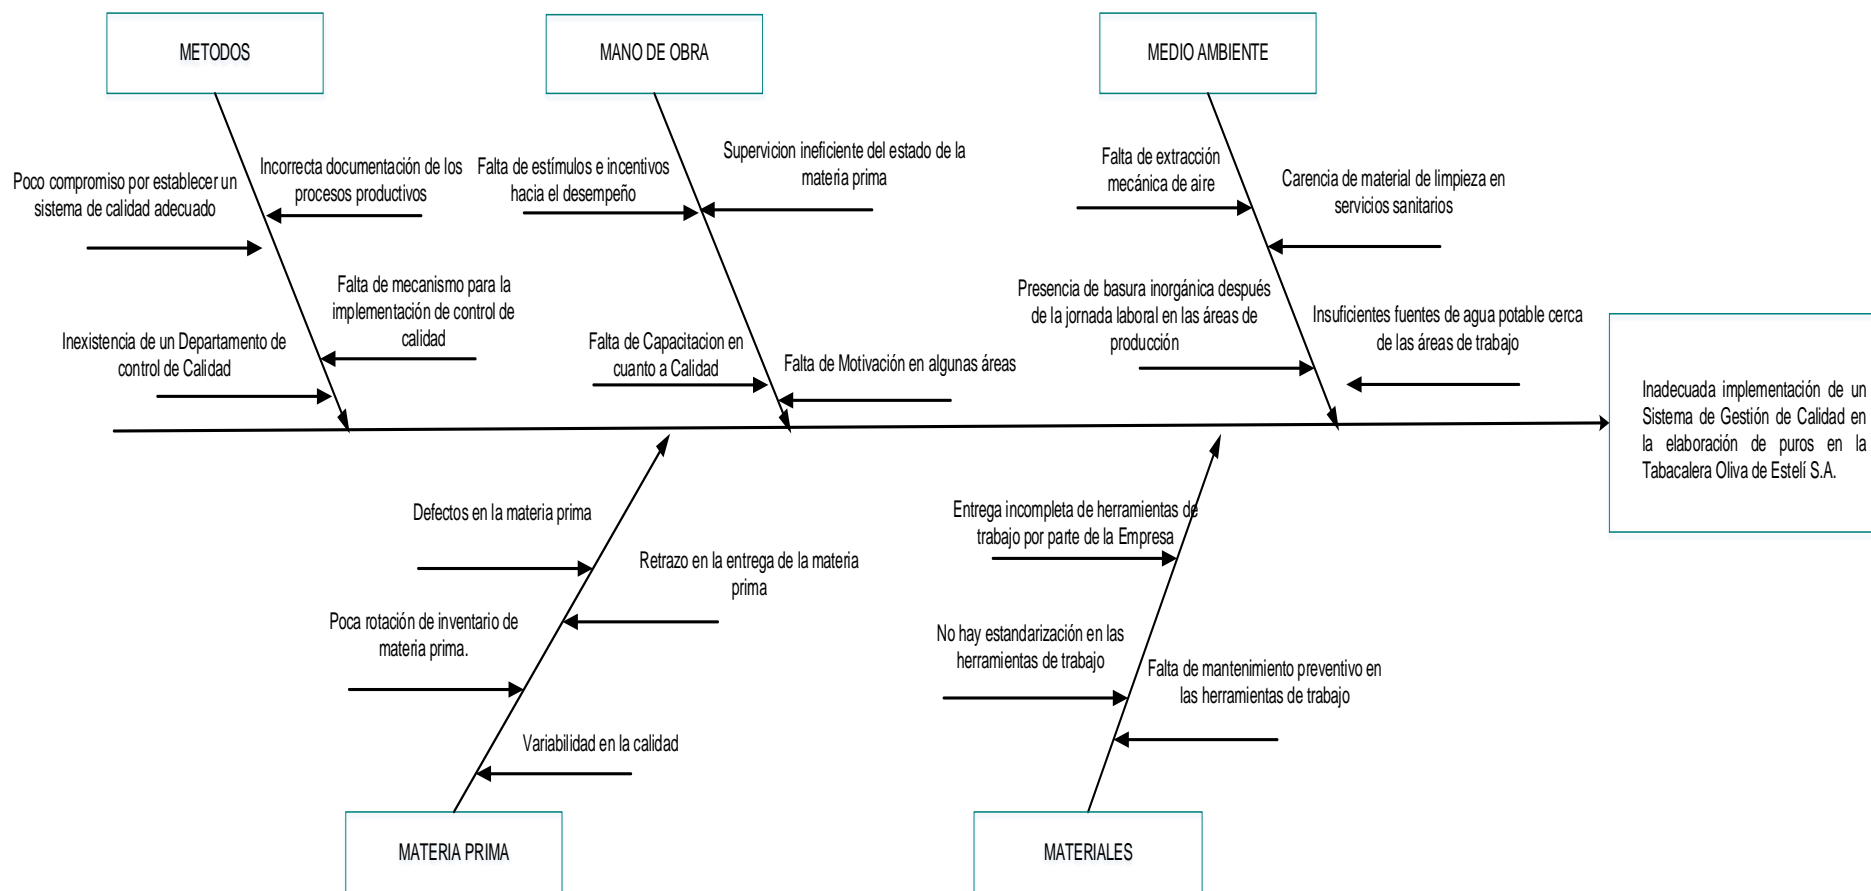 METODOS
MANO DE OBRA
MEDIO AMBIENTE
Poco compromiso por establecer un
sistema de calidad adecuado
Incorrecta documentación de los
procesos productivos
Inexistencia de un Departamento de
control de Calidad
Falta de mecanismo para la
implementación de control de
calidad
Falta de estímulos e incentivos
hacia el desempeño
Supervision ineficiente del estado de la
materia prima
Falta de Capacitacion en
cuanto a Calidad
Falta de Motivación en algunas áreas
Falta de extracción
mecánica de aire
Carencia de material de limpieza en
servicios sanitarios
Presencia de basura inorgánica después
de la jornada laboral en las áreas de
producción
Insuficientes fuentes de agua potable cerca
de las áreas de trabajo
Inadecuada implementación de un
Sistema de Gestión de Calidad en
la elaboración de puros en la
Tabacalera Oliva de Estelí S.A.
Defectos en la materia prima
Retrazo en la entrega de la materia
prima
Poca rotación de inventario de
materia prima.
Variabilidad en la calidad
Entrega incompleta de herramientas de
trabajo por parte de la Empresa
No hay estandarización en las
herramientas de trabajo
Falta de mantenimiento preventivo en
las herramientas de trabajo
MATERIA PRIMA
MATERIALES